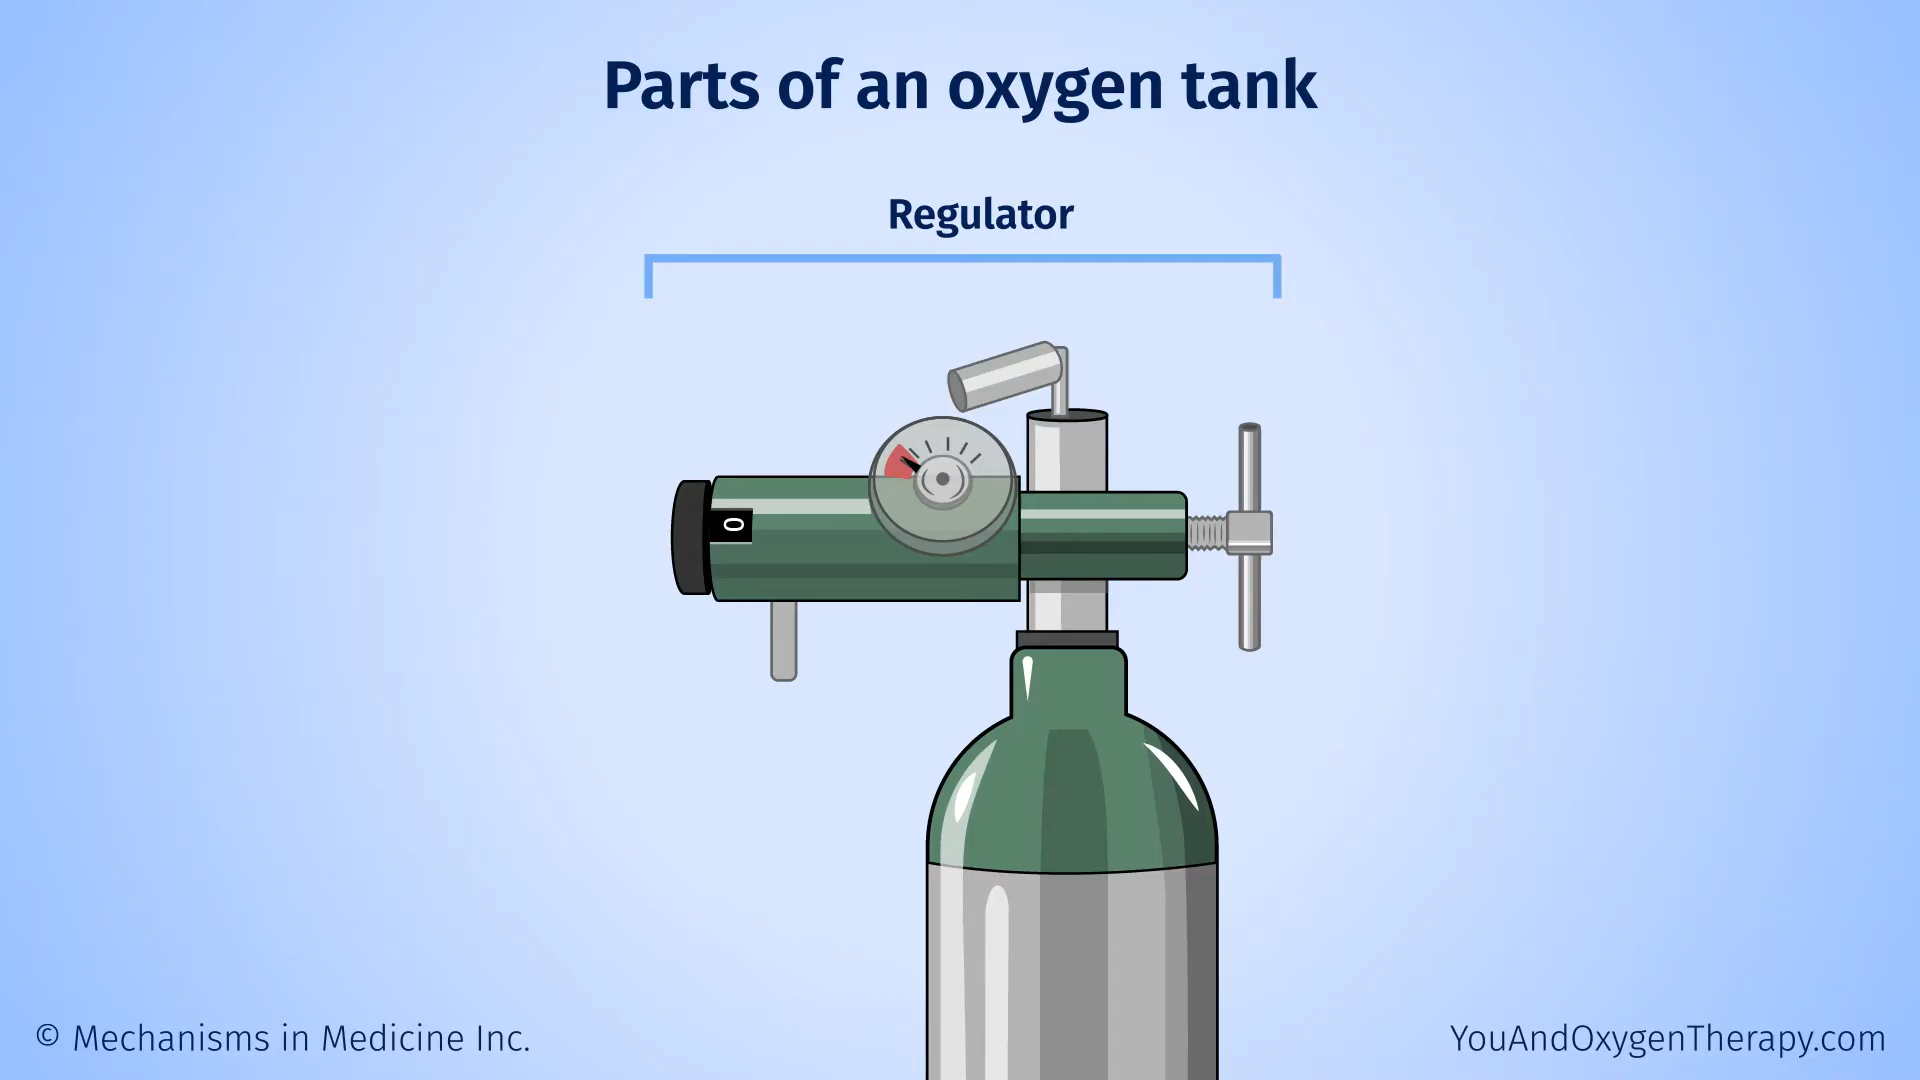 Parts of an oxygen tank
Regulator
0
© Mechanisms in Medicine Inc.
YouAndOxygenTherapy.com